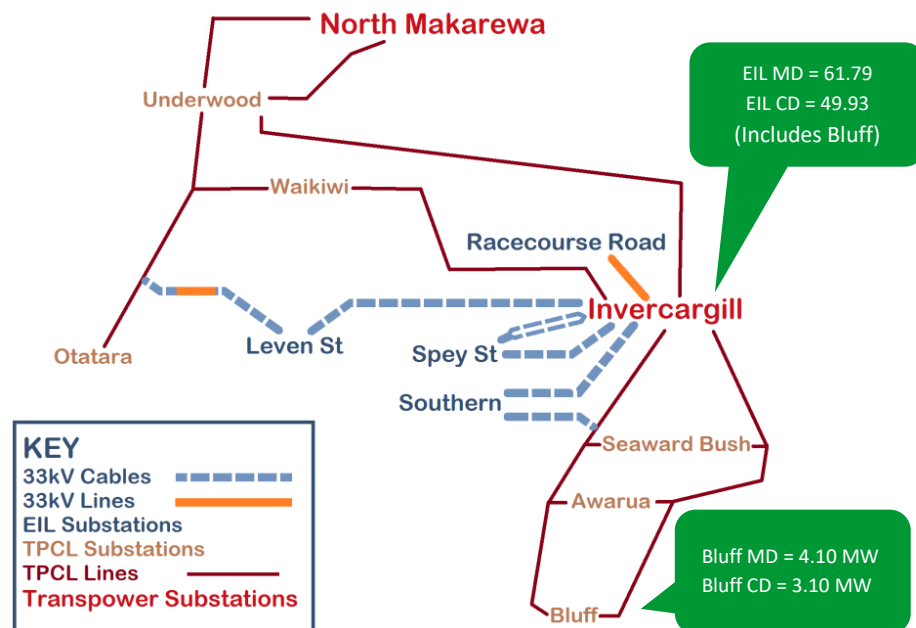 North Makarewa
EIL MD = 61.79
EIL CD = 49.93
(Includes Bluff)
Underwood
Waikiwi
Racecourse Road
Invercargill
Leven St
Otatara
Spey St
Southern
Seaward Bush
Awarua
Bluff
Bluff MD = 4.10 MW
Bluff CD = 3.10 MW
KEY
33kV Cables
33kV Lines
EIL Substations
TPCL Substations
TPCL Lines
Transpower Substations